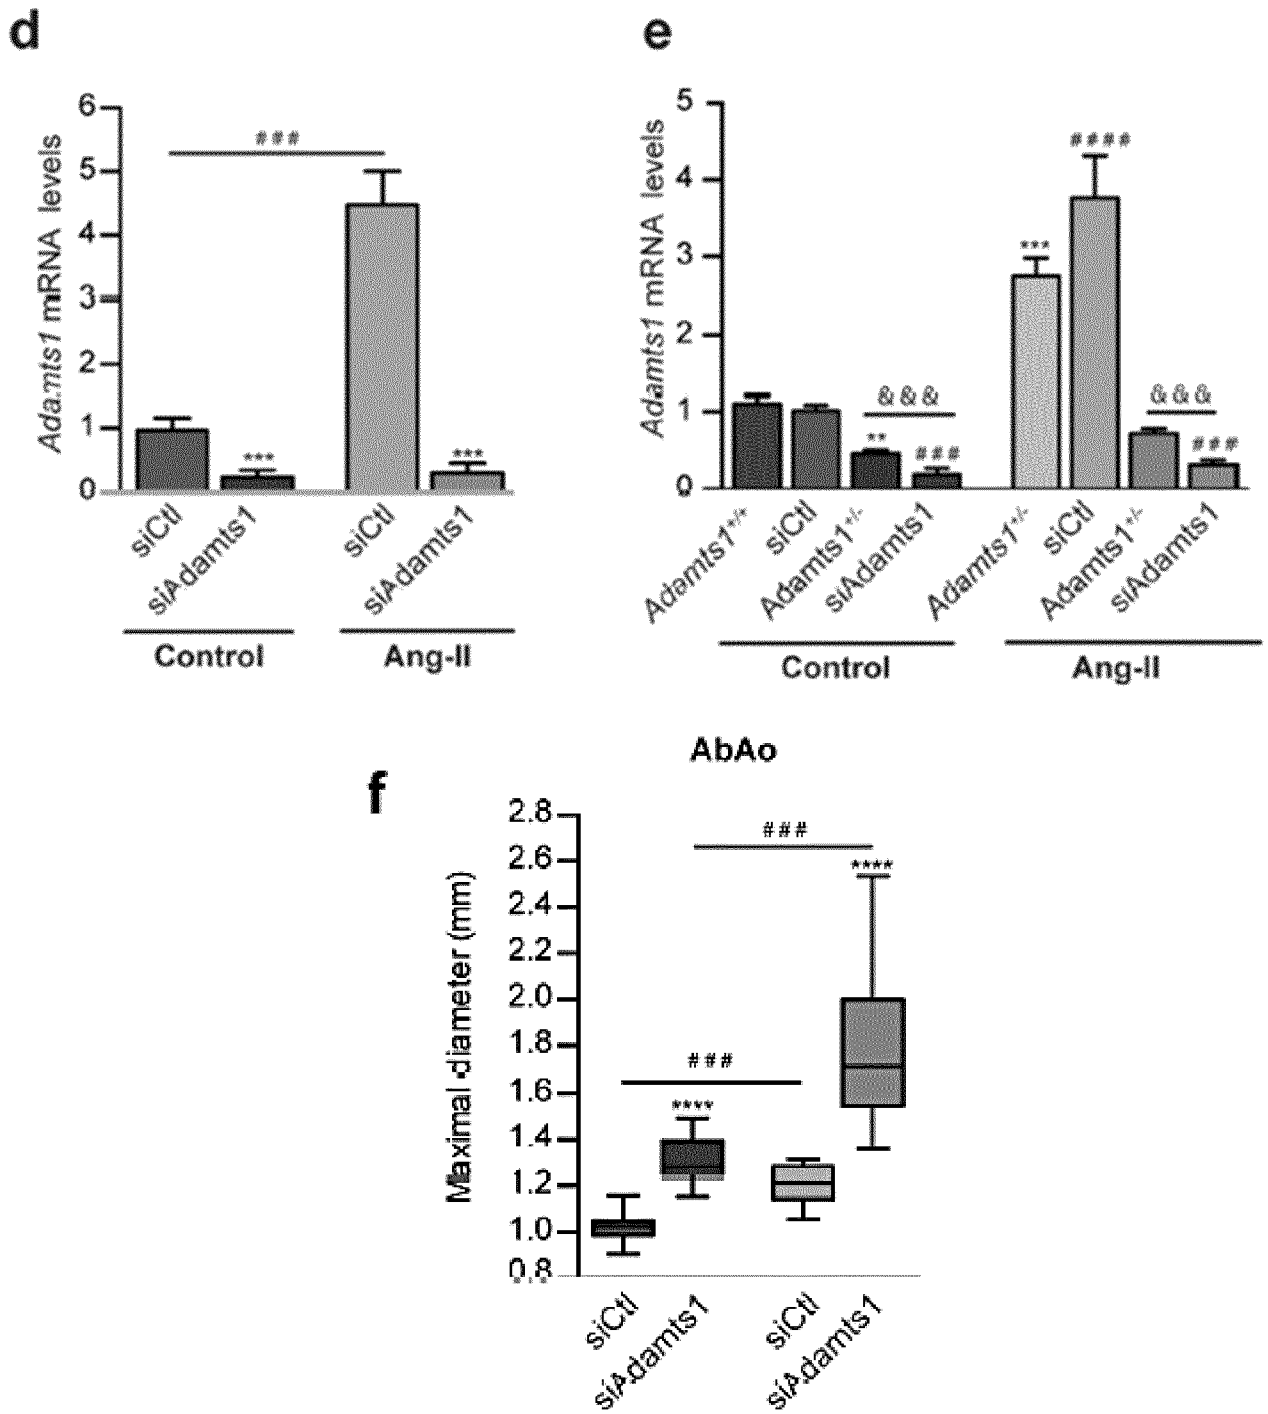 d
Adamts1 mRNA levels
6
5
4
3
2
1
0
###
***
***
siCtl
siAdamts1
siCtl
siAdamts1
Control
Ang-II
e
Adamts1 mRNA levels
5
4
3
2
1
0
**
&&&
###
***
####
&&&
###
Adamts1+/+
siCtl
Adamts1+/-
siAdamts1
Adamts1+/-
siCtl
Adamts1+/-
siAdamts1
Control
Ang-II
f
AbAo
Maximal diameter (mm)
2.8
2.6
2.4
2.2
2.0
1.8
1.6
1.4
1.2
1.0
0.8
###
****
###
****
siCtl
siAdamts1
siCtl
siAdamts1